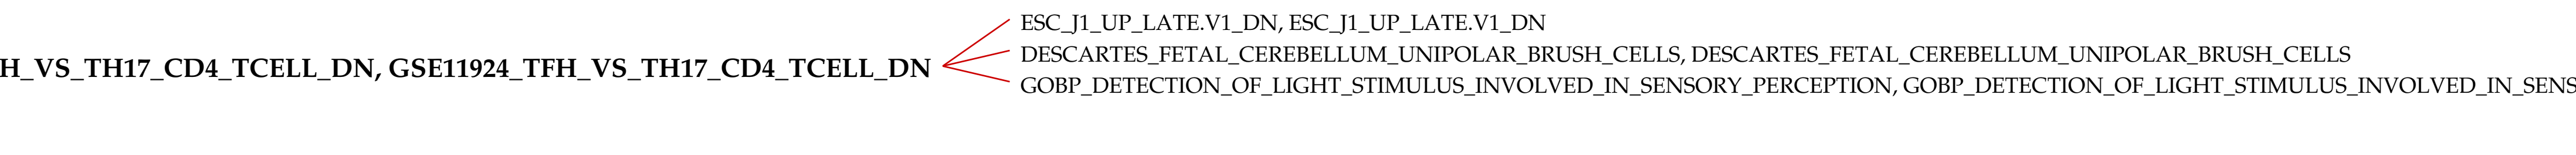 ESC_J1_UP_LATE.V1_DN, ESC_J1_UP_LATE.V1_DN
DESCARTES_FETAL_CEREBELLUM_UNIPOLAR_BRUSH_CELLS, DESCARTES_FETAL_CEREBELLUM_UNIPOLAR_BRUSH_CELLS
H_VS_TH17_CD4_TCELL_DN, GSE11924_TFH_VS_TH17_CD4_TCELL_DN
GOBP_DETECTION_OF_LIGHT_STIMULUS_INVOLVED_IN_SENSORY_PERCEPTION, GOBP_DETECTION_OF_LIGHT_STIMULUS_INVOLVED_IN_SENS